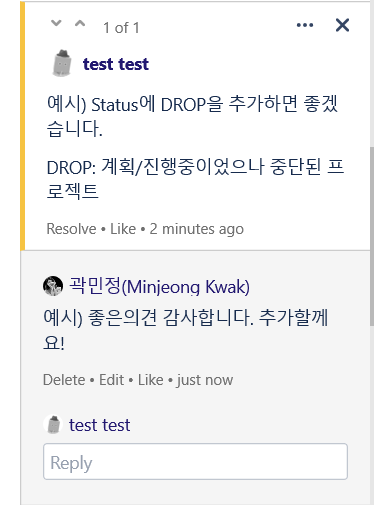 1 of 1
test test
예시) Status에 DROP을 추가하면 좋겠
습니다.
DROP: 계획/진행중이었으나 중단된 프
로젝트
Resolve • Like • 2 minutes ago
곽민정(Minjeong Kwak)
예시) 좋은의견 감사합니다. 추가할께
요!
Delete • Edit • Like • just now
test test
Reply